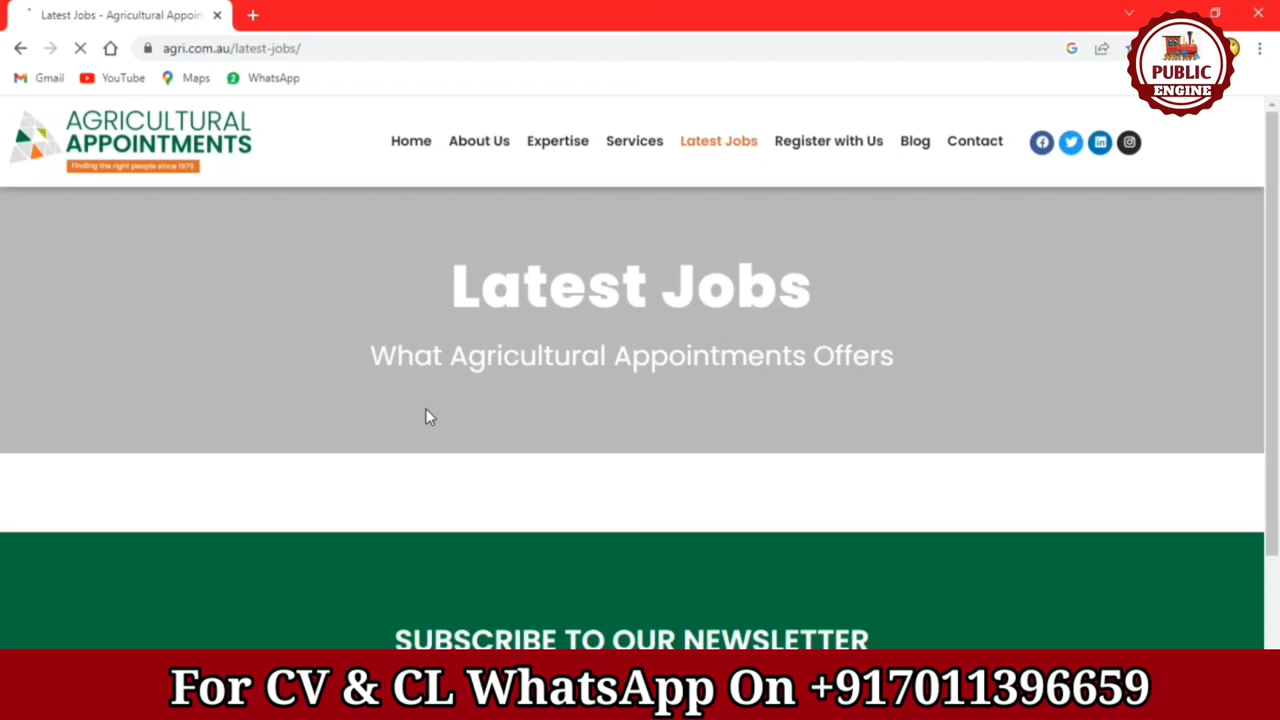 Latest Jobs - Agricultural Appoin
agri.com.au/latest-jobs/
Gmail YouTube Maps 2 WhatsApp
PUBLIC
ENGINE
AGRICULTURAL
APPOINTMENTS
Finding the right people since 1979
Home About Us Expertise Services Latest Jobs Register with Us Blog Contact
Latest Jobs
What Agricultural Appointments Offers
SUBSCRIBE TO OUR NEWSLETTER
For CV & CL WhatsApp On +917011396659